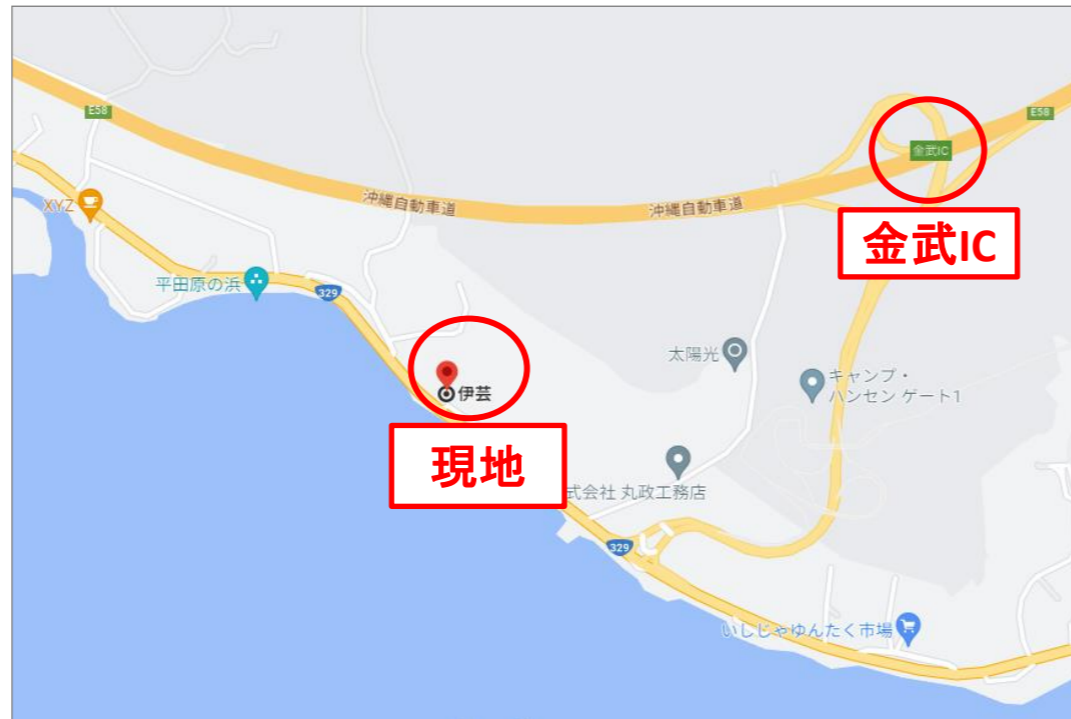 E58
E58
金武IC
沖縄自動車道
沖縄自動車道
金武IC
XYZ
平田原の浜
329
太陽光
キャンプ・
ハンセン ゲート1
伊芸
現地
式会社 丸政工務店
329
いしじゃゆんたく市場